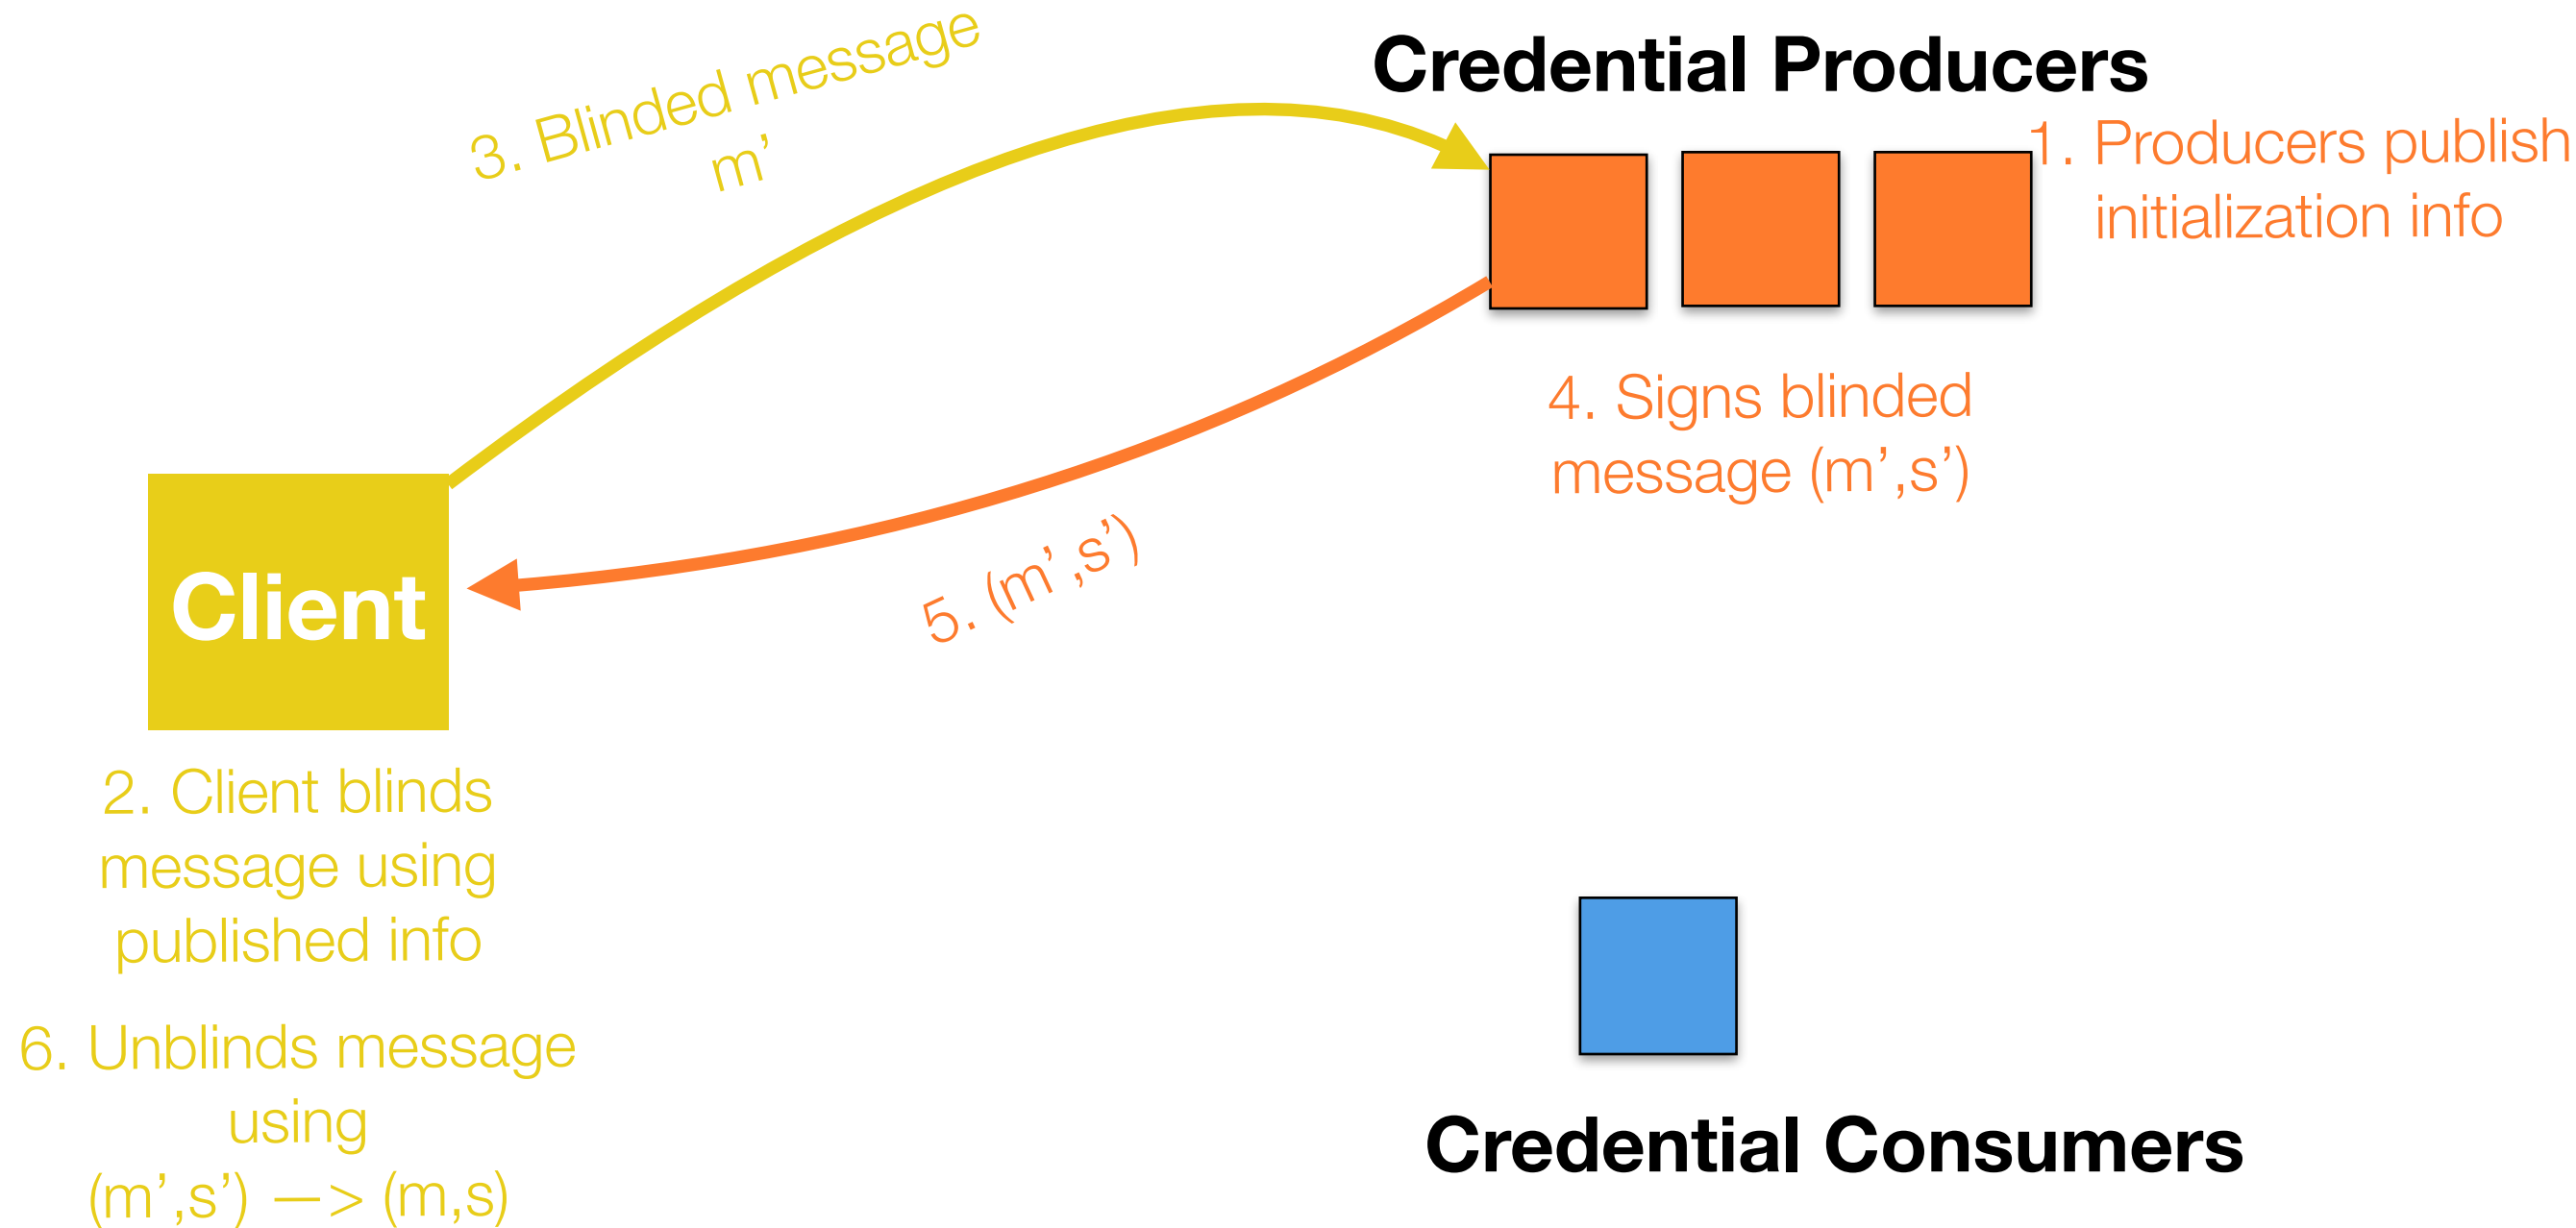 Credential Producers
1. Producers publish
initialization info
3. Blinded message
m’
4. Signs blinded
message (m’,s’)
5. (m’,s’)
Client
2. Client blinds
message using
published info
6. Unblinds message
using
(m’,s’) —> (m,s)
Credential Consumers